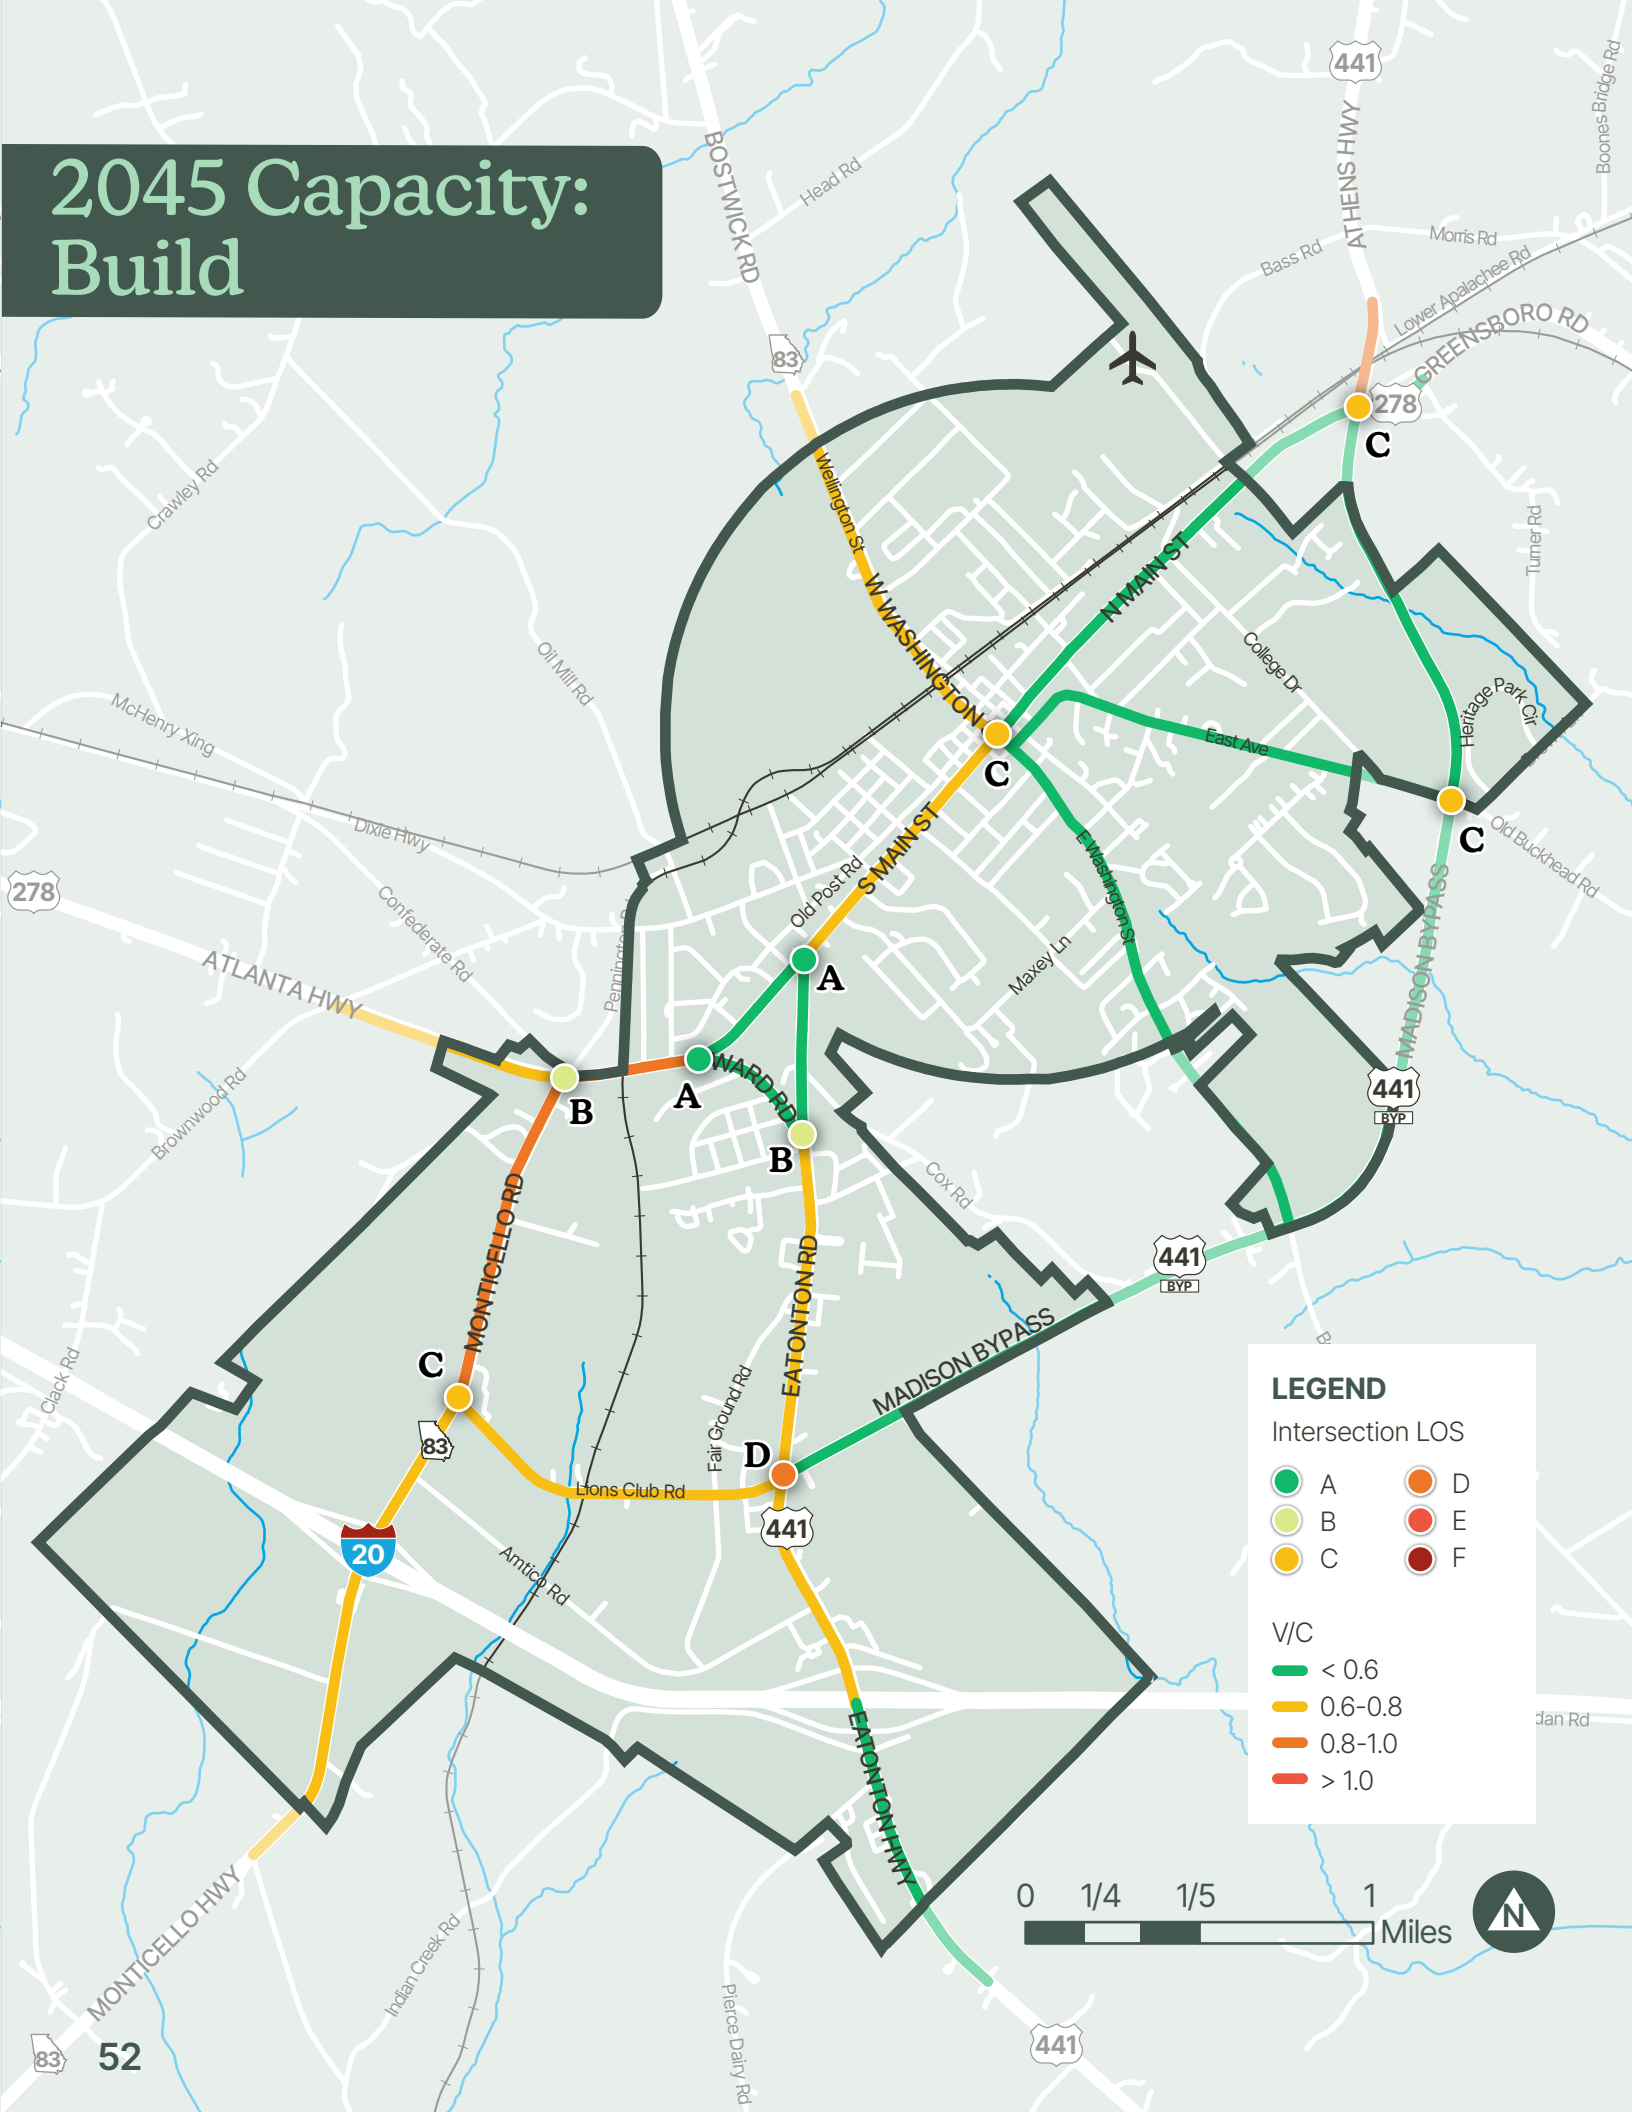 2045 Capacity:
Build
441
ATHENS HWY
Boones Bridge Rd
BOSTWICK RD
Head Rd
Morris Rd
Bass Rd
Lower Apalachee Rd
GREENSBORO RD
83
278
C
Wellington St
Crawley Rd
Turner Rd
N MAIN ST
W WASHINGTON
College Dr
Oil Mill Rd
Heritage Park Cir
McHenry Xing
East Ave
C
C
Dixie Hwy
Old Buckhead Rd
S MAIN ST
E Washington St
Old Post Rd
278
Confederate Rd
MADISON BYPASS
Maxey Ln
ATLANTA HWY
A
WARD RD
A
B
441
BYP
Brownwood Rd
B
Cox Rd
MONTICELLO RD
441
BYP
EATONTON RD
MADISON BYPASS
C
Clack Rd
Fair Ground Rd
83
D
Lions Club Rd
441
20
Amtico Rd
EATONTON HWY
LEGEND
Intersection LOS
A
D
B
E
C
F
V/C
< 0.6
0.6-0.8
0.8-1.0
> 1.0
dan Rd
0 1/4 1/5 1
Miles
N
MONTICELLO HWY
Indian Creek Rd
Pierce Dairy Rd
83
52
441